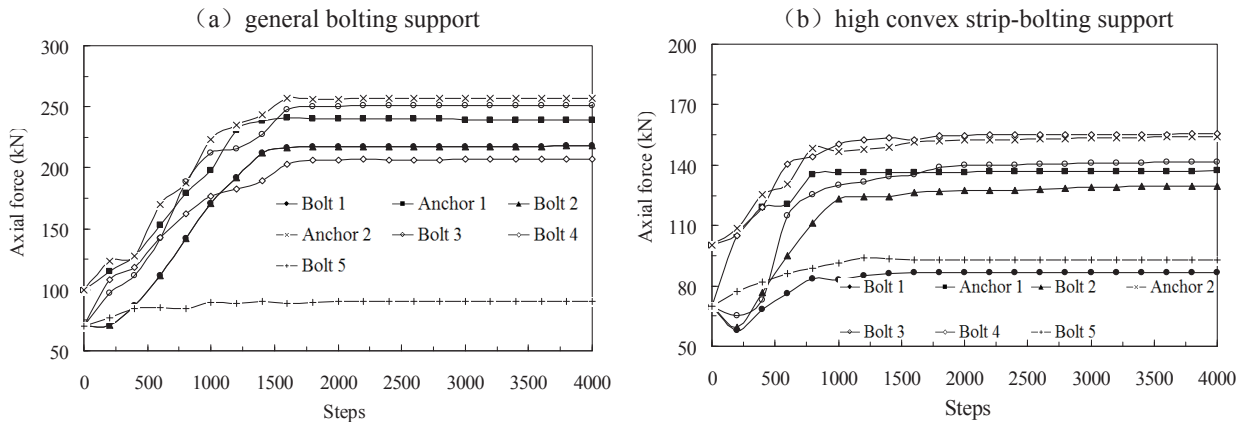 （a）general bolting support
300
250
200
150
100
50
Axial force (kN)
Bolt 1
Anchor 1
Bolt 2
Anchor 2
Bolt 3
Bolt 4
Bolt 5
0
500
1000
1500
2000
2500
3000
3500
4000
Steps
（b）high convex strip-bolting support
200
170
140
110
80
50
Axial force (kN)
Bolt 1
Anchor 1
Bolt 2
Anchor 2
Bolt 3
Bolt 4
Bolt 5
0
500
1000
1500
2000
2500
3000
3500
4000
Steps